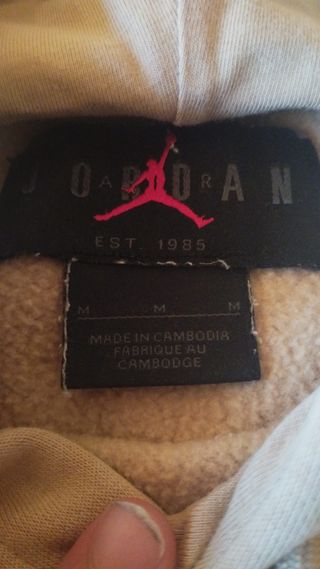 JORDAN
AIR
EST. 1985
M M M
MADE IN CAMBODIA
FABRIQUE AU
CAMBODGE